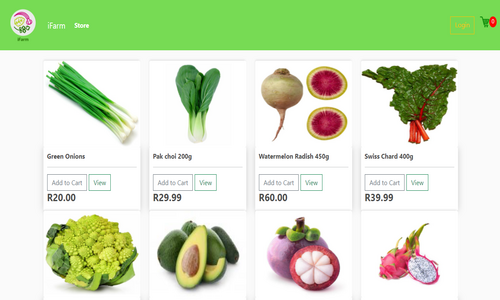 iFarm
iFarm Store
Login
0
Green Onions
Pak choi 200g
Watermelon Radish 450g
Swiss Chard 400g
Add to Cart View
Add to Cart View
Add to Cart View
Add to Cart View
R20.00
R29.99
R60.00
R39.99